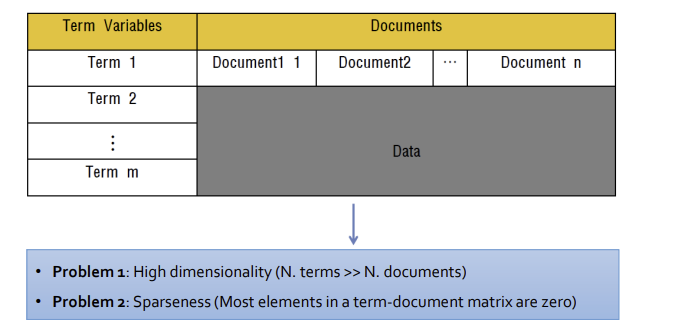 Term Variables Documents
Term 1 Document1 1 Document2 ... Document n
Term 2
⋮
Data
Term m
• Problem 1: High dimensionality (N. terms >> N. documents)
• Problem 2: Sparseness (Most elements in a term-document matrix are zero)